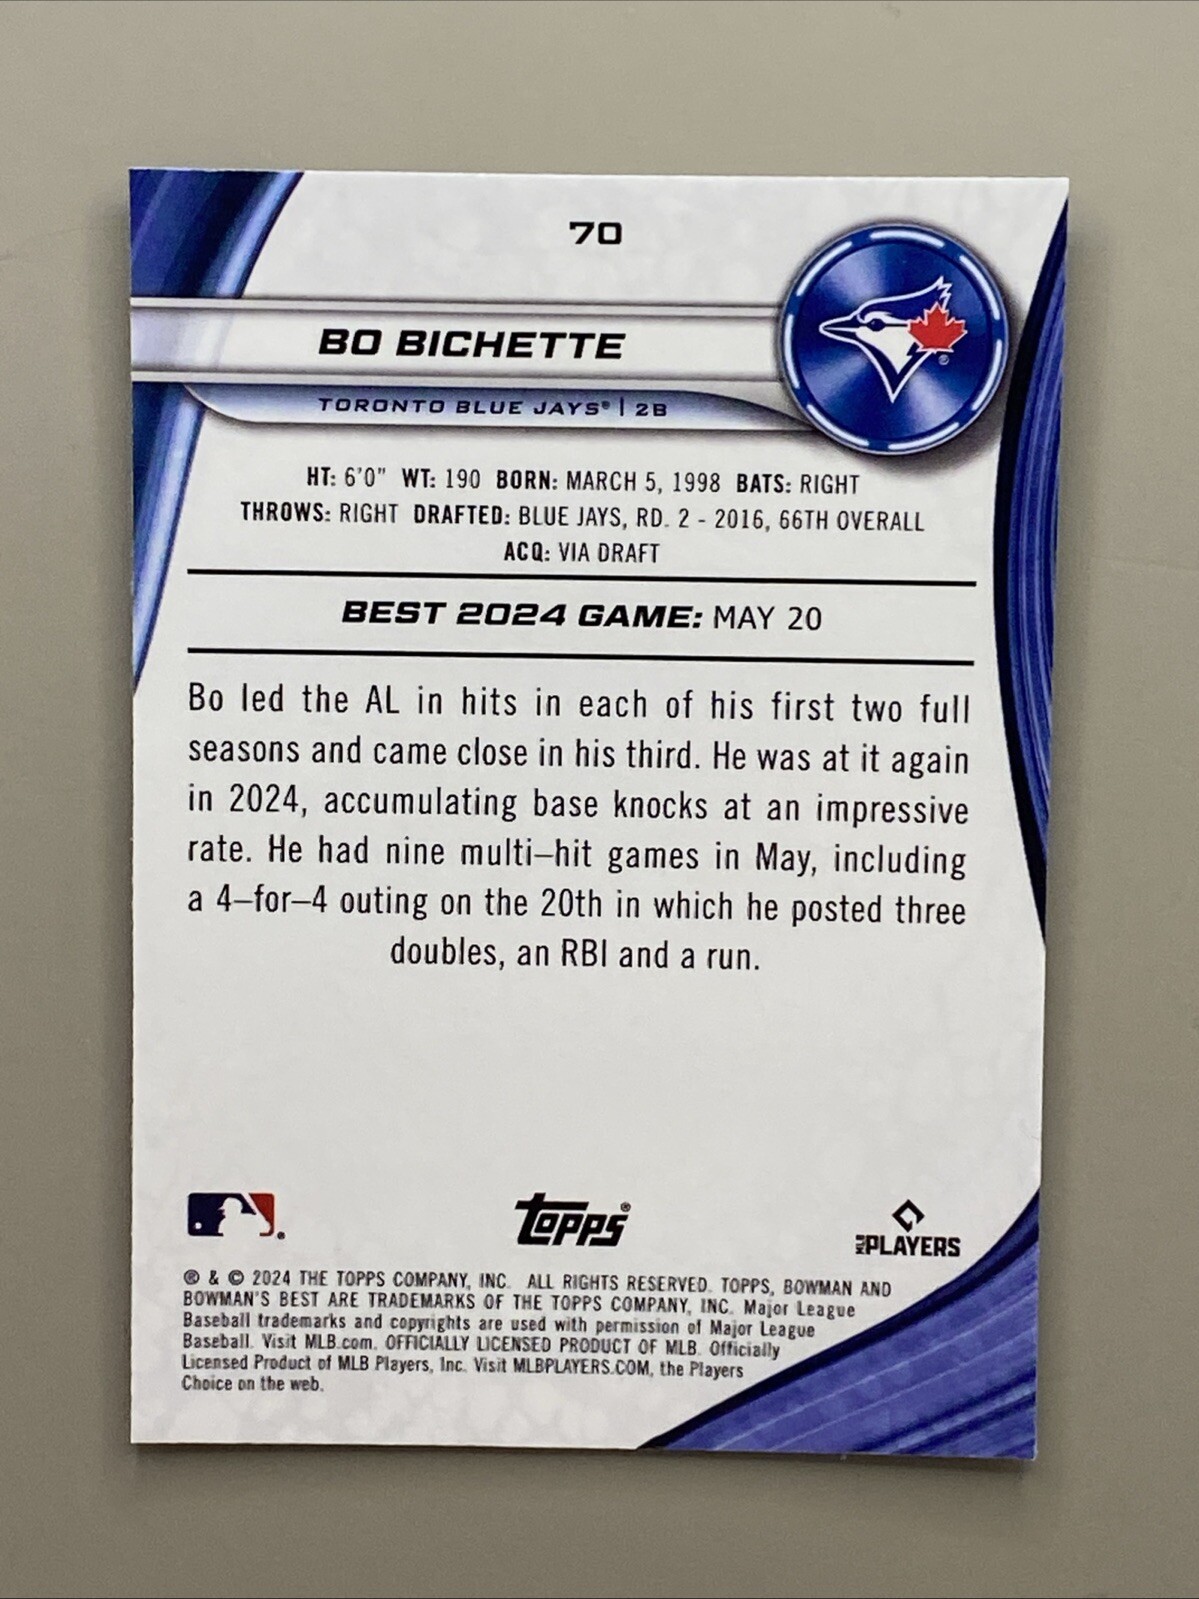 70
BO BICHETTE
TORONTO BLUE JAYS® | 2B
HT: 6'0" WT: 190 BORN: MARCH 5, 1998 BATS: RIGHT
THROWS: RIGHT DRAFTED: BLUE JAYS, RD. 2 - 2016, 66TH OVERALL
ACQ: VIA DRAFT
BEST 2024 GAME: MAY 20
Bo led the AL in hits in each of his first two full
seasons and came close in his third. He was at it again
in 2024, accumulating base knocks at an impressive
rate. He had nine multi–hit games in May, including
a 4–for–4 outing on the 20th in which he posted three
doubles, an RBI and a run.
Topps®
MLB PLAYERS
® & © 2024 THE TOPPS COMPANY, INC. ALL RIGHTS RESERVED. TOPPS, BOWMAN AND
BOWMAN'S BEST ARE TRADEMARKS OF THE TOPPS COMPANY, INC. Major League
Baseball trademarks and copyrights are used with permission of Major League
Baseball. Visit MLB.com. OFFICIALLY LICENSED PRODUCT OF MLB. Officially
Licensed Product of MLB Players, Inc. Visit MLBPLAYERS.COM, the Players
Choice on the web.